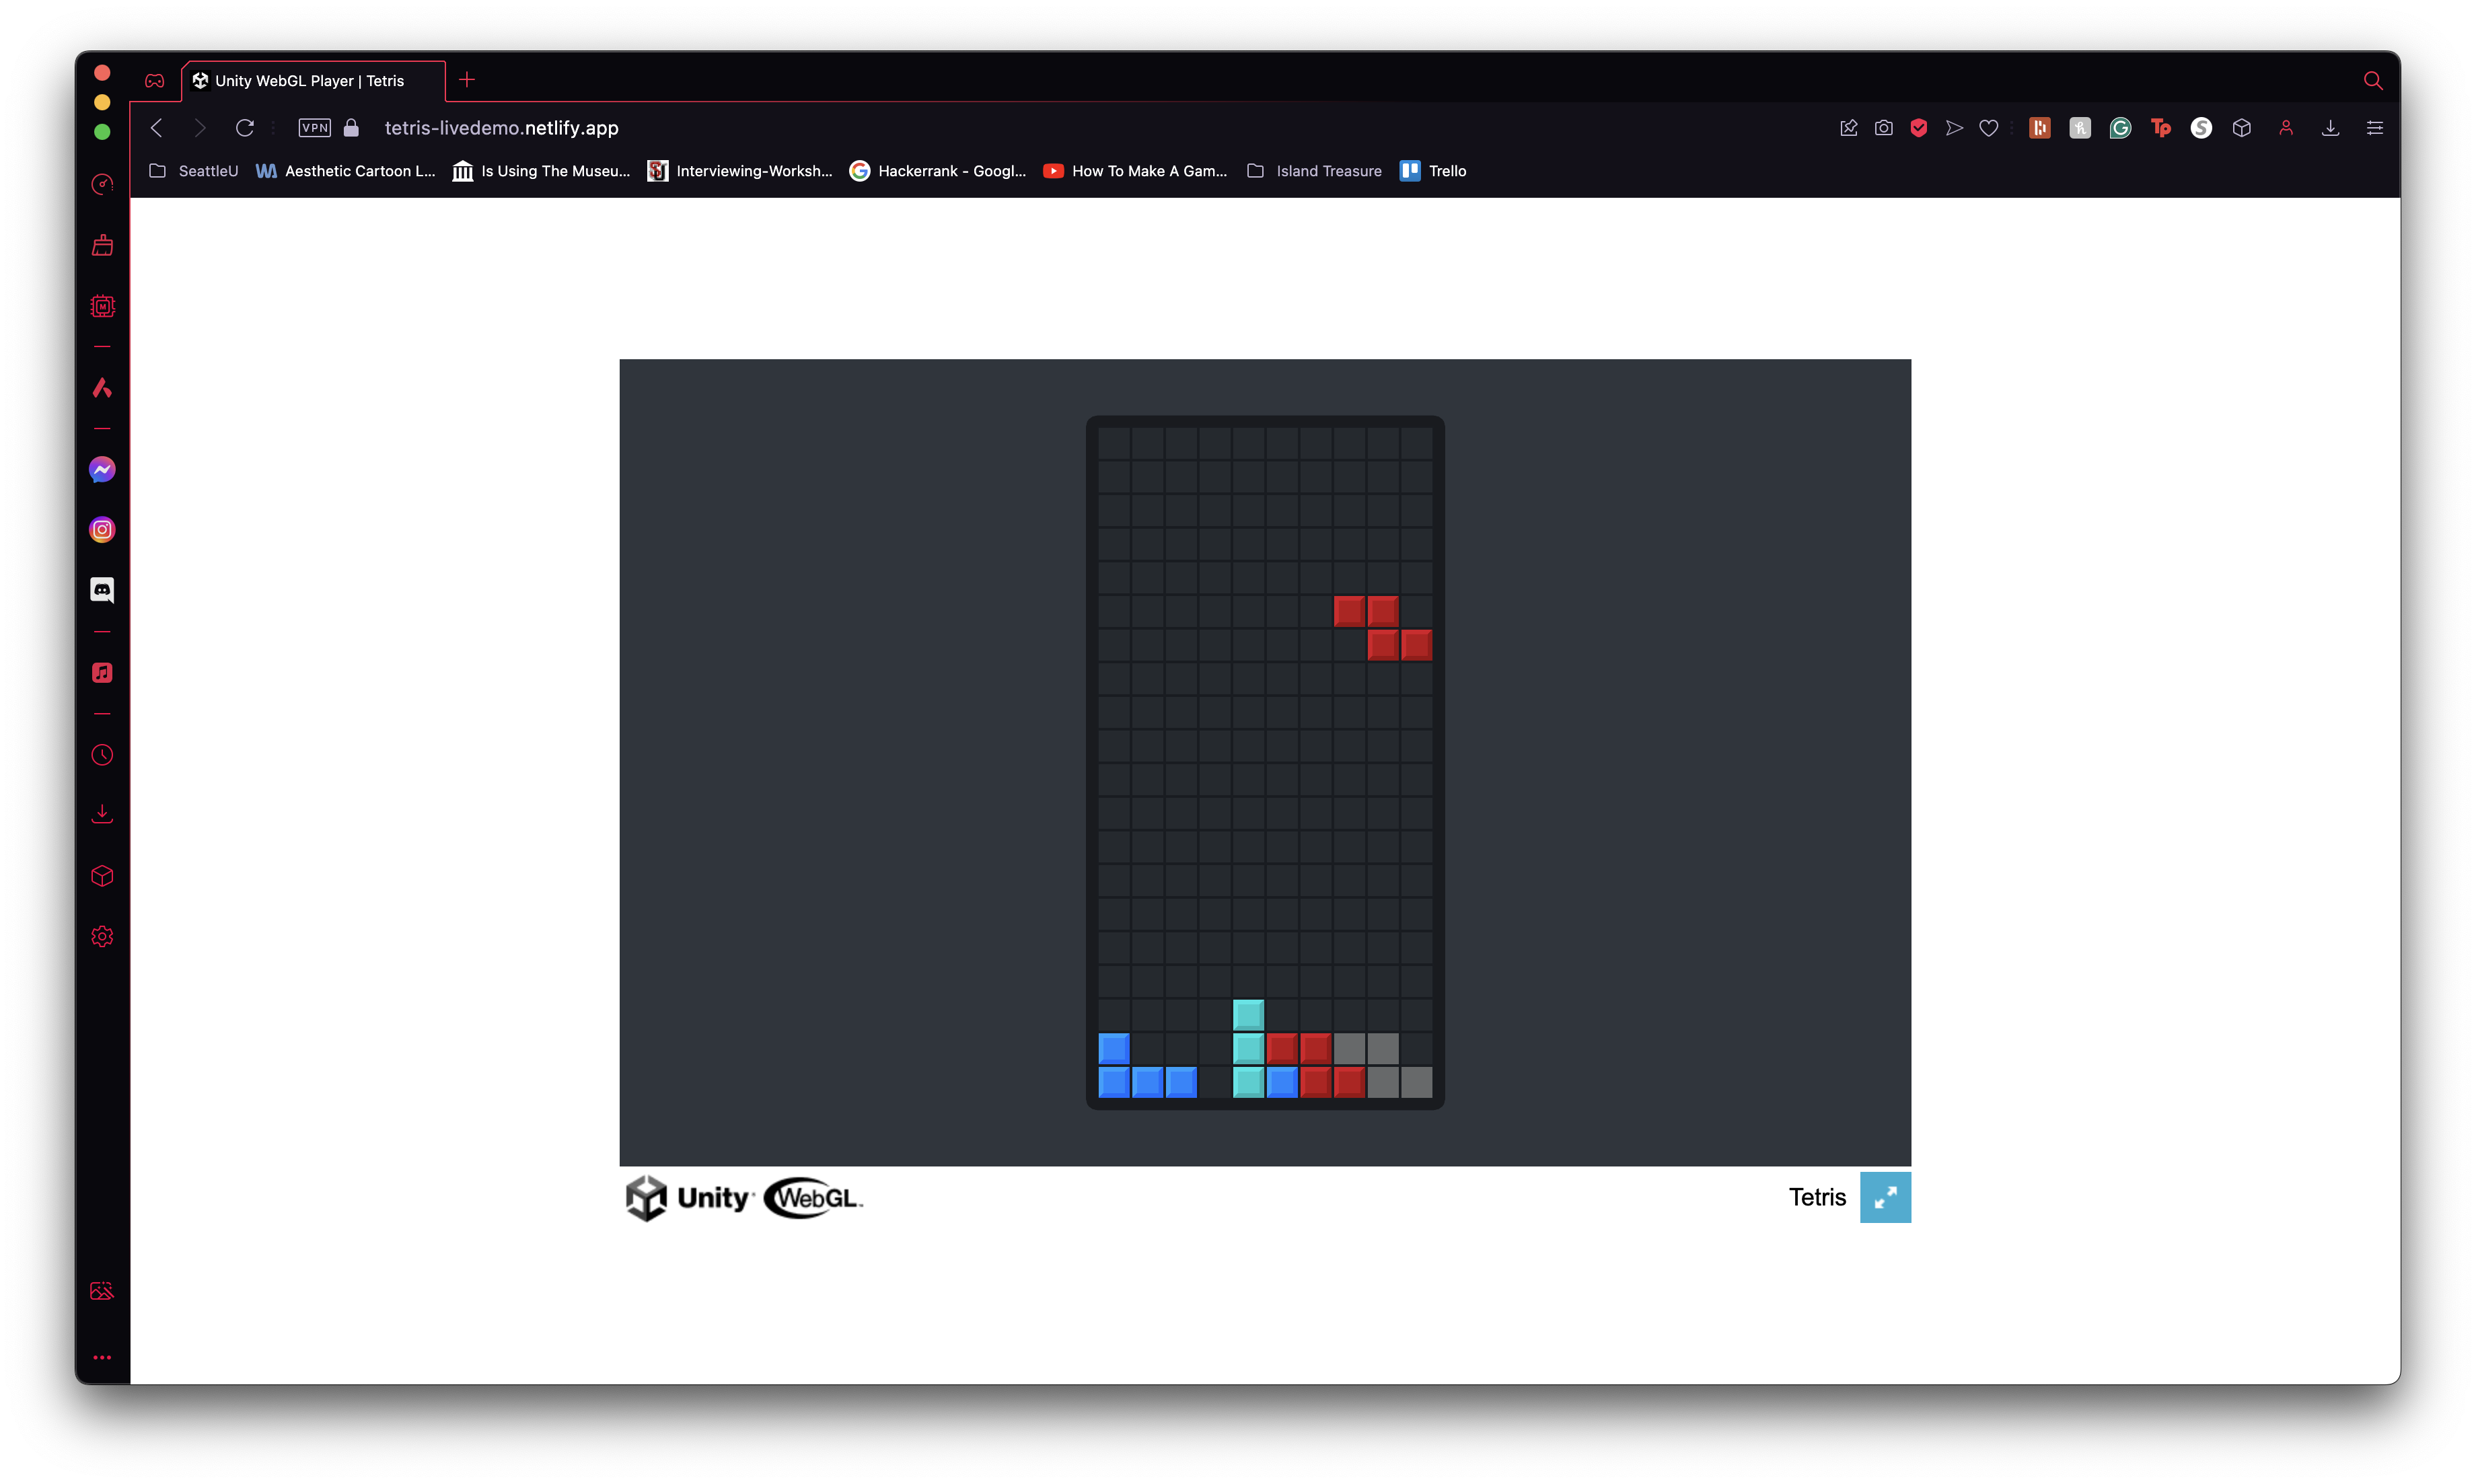 Unity WebGL Player | Tetris
VPN tetris-livedemo.netlify.app
SeattleU Aesthetic Cartoon L... Is Using The Museu... Interviewing-Worksh... Hackerrank - Googl... How To Make A Gam... Island Treasure Trello
Unity WebGL Tetris